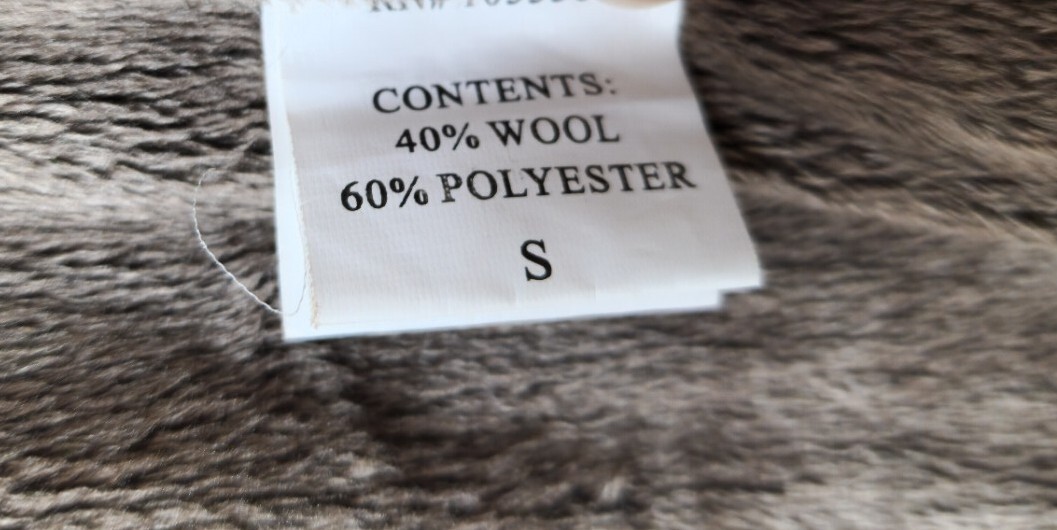 CONTENTS:
40% WOOL
60% POLYESTER
S